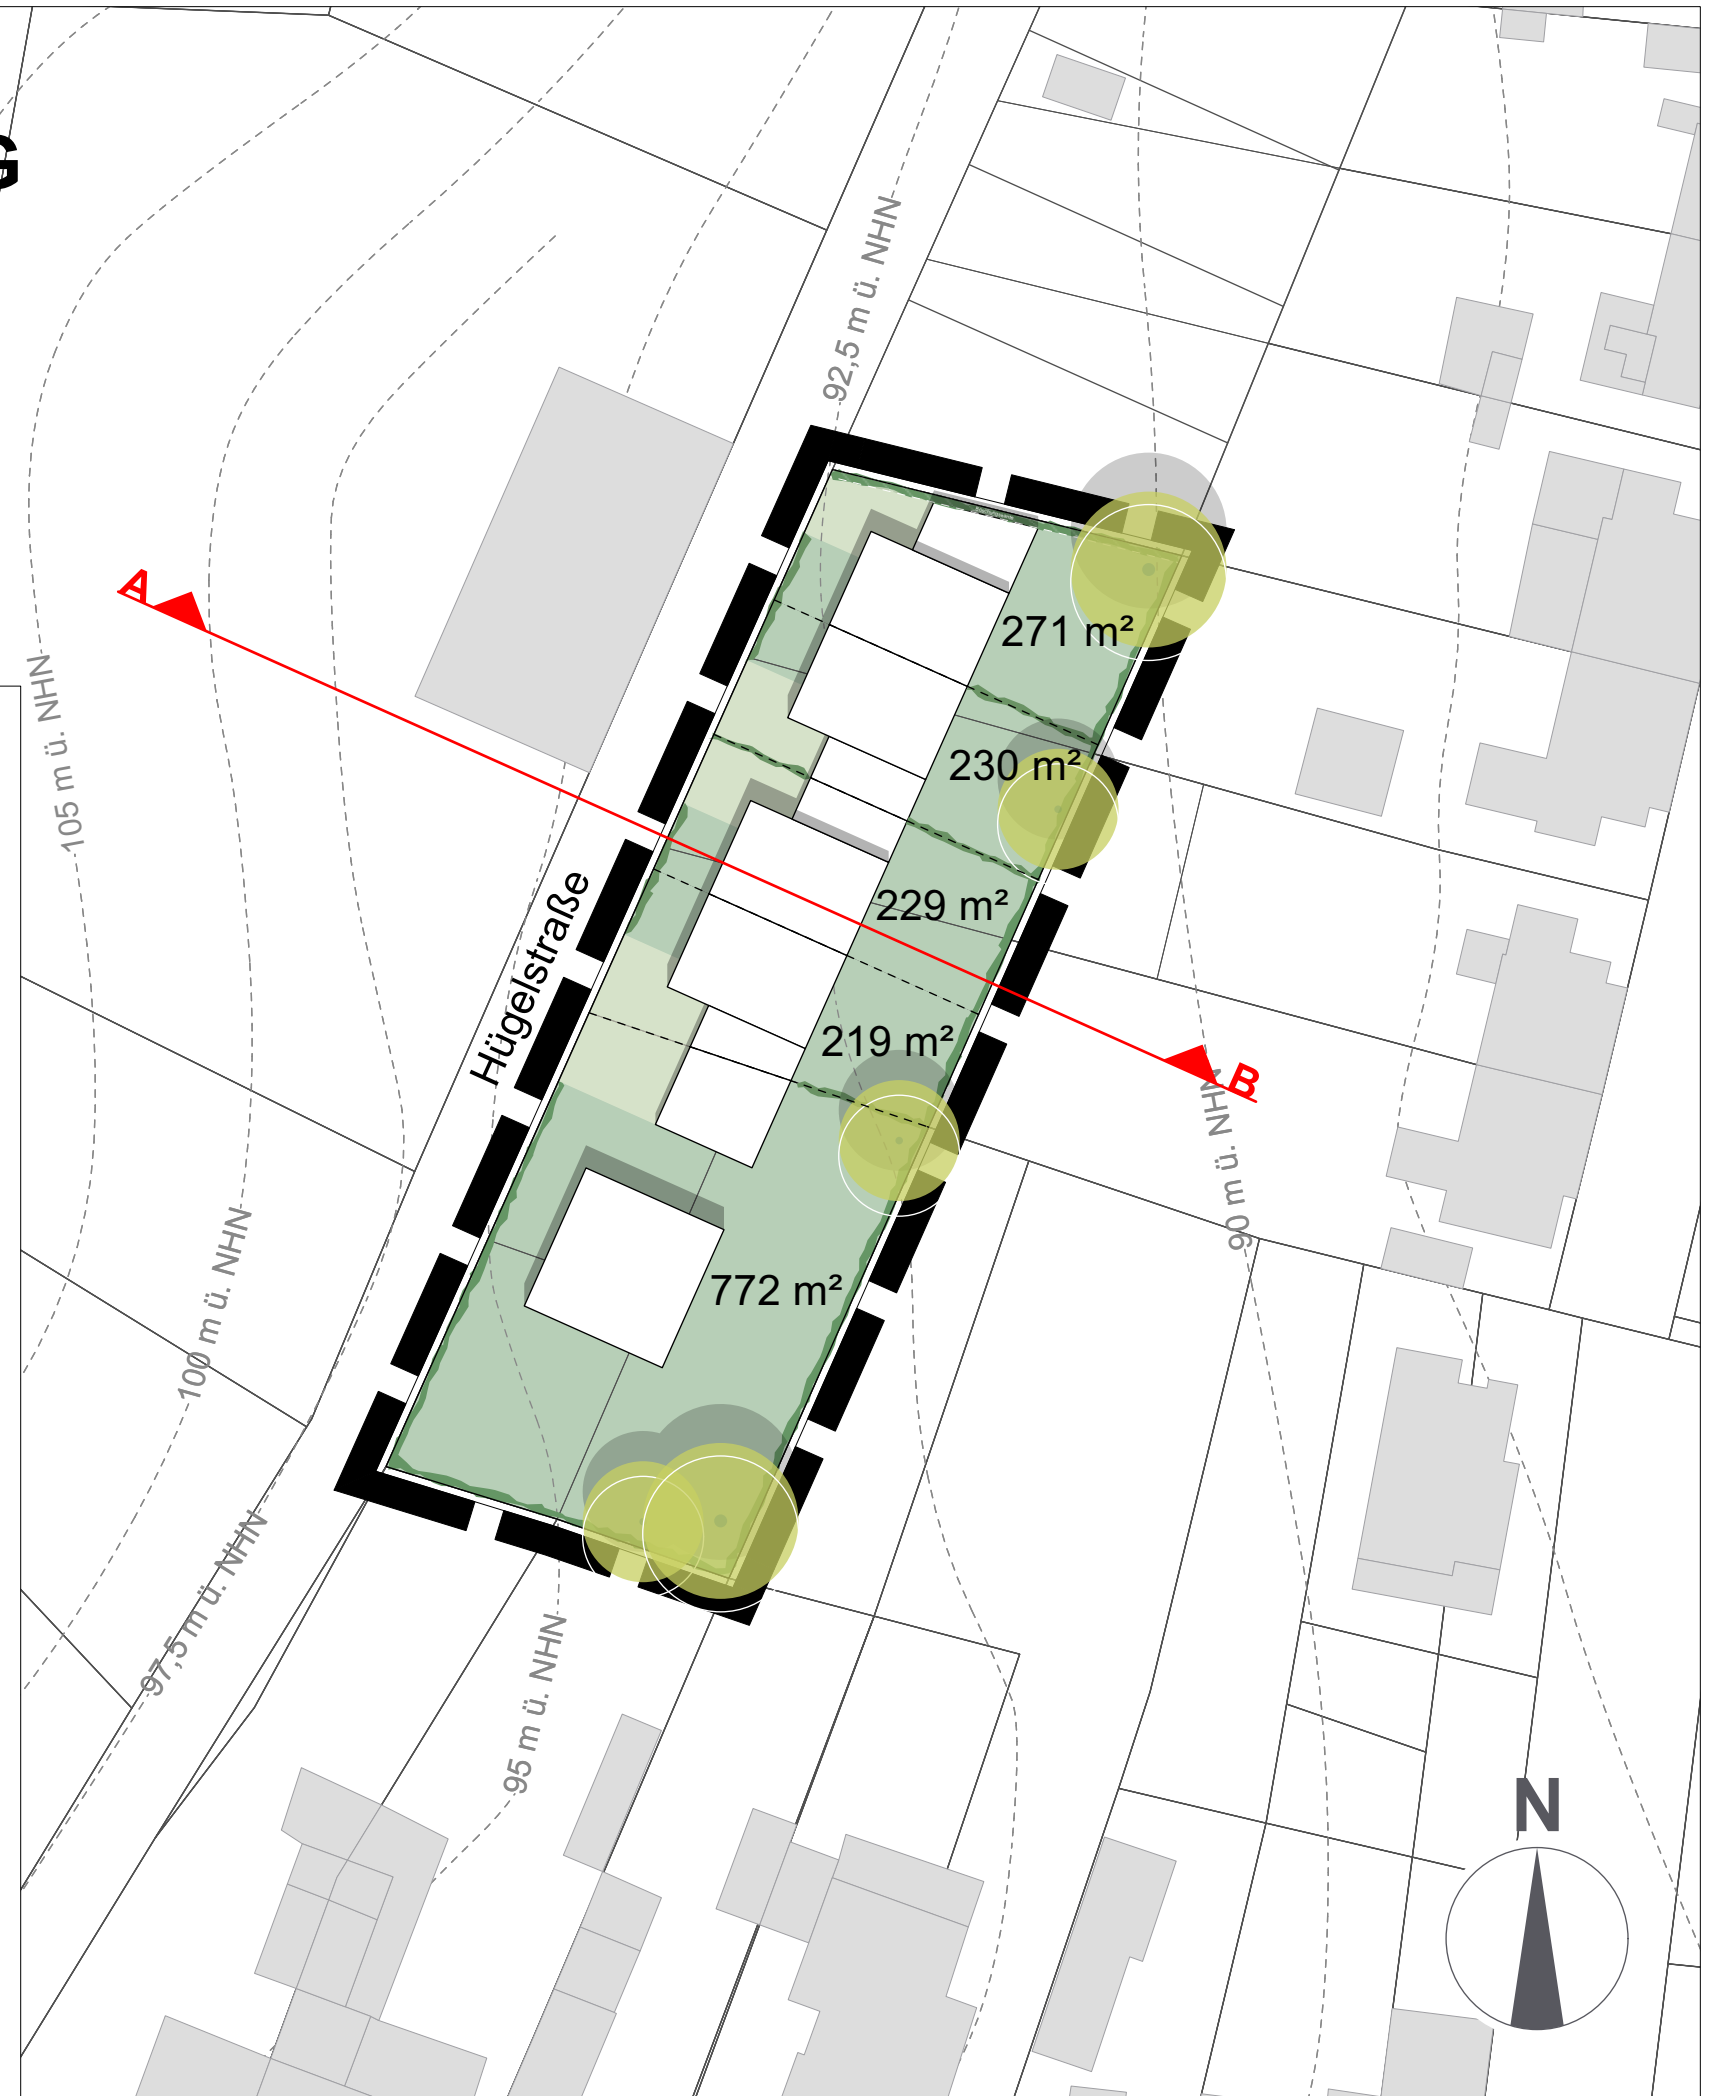 G
92,5 m ü. NHN
A
271 m²
105 m ü. NHN
230 m²
229 m²
Hügelstraße
219 m²
B
90 m ü. NHN
100 m ü. NHN
772 m²
97,5 m ü. NHN
95 m ü. NHN
N